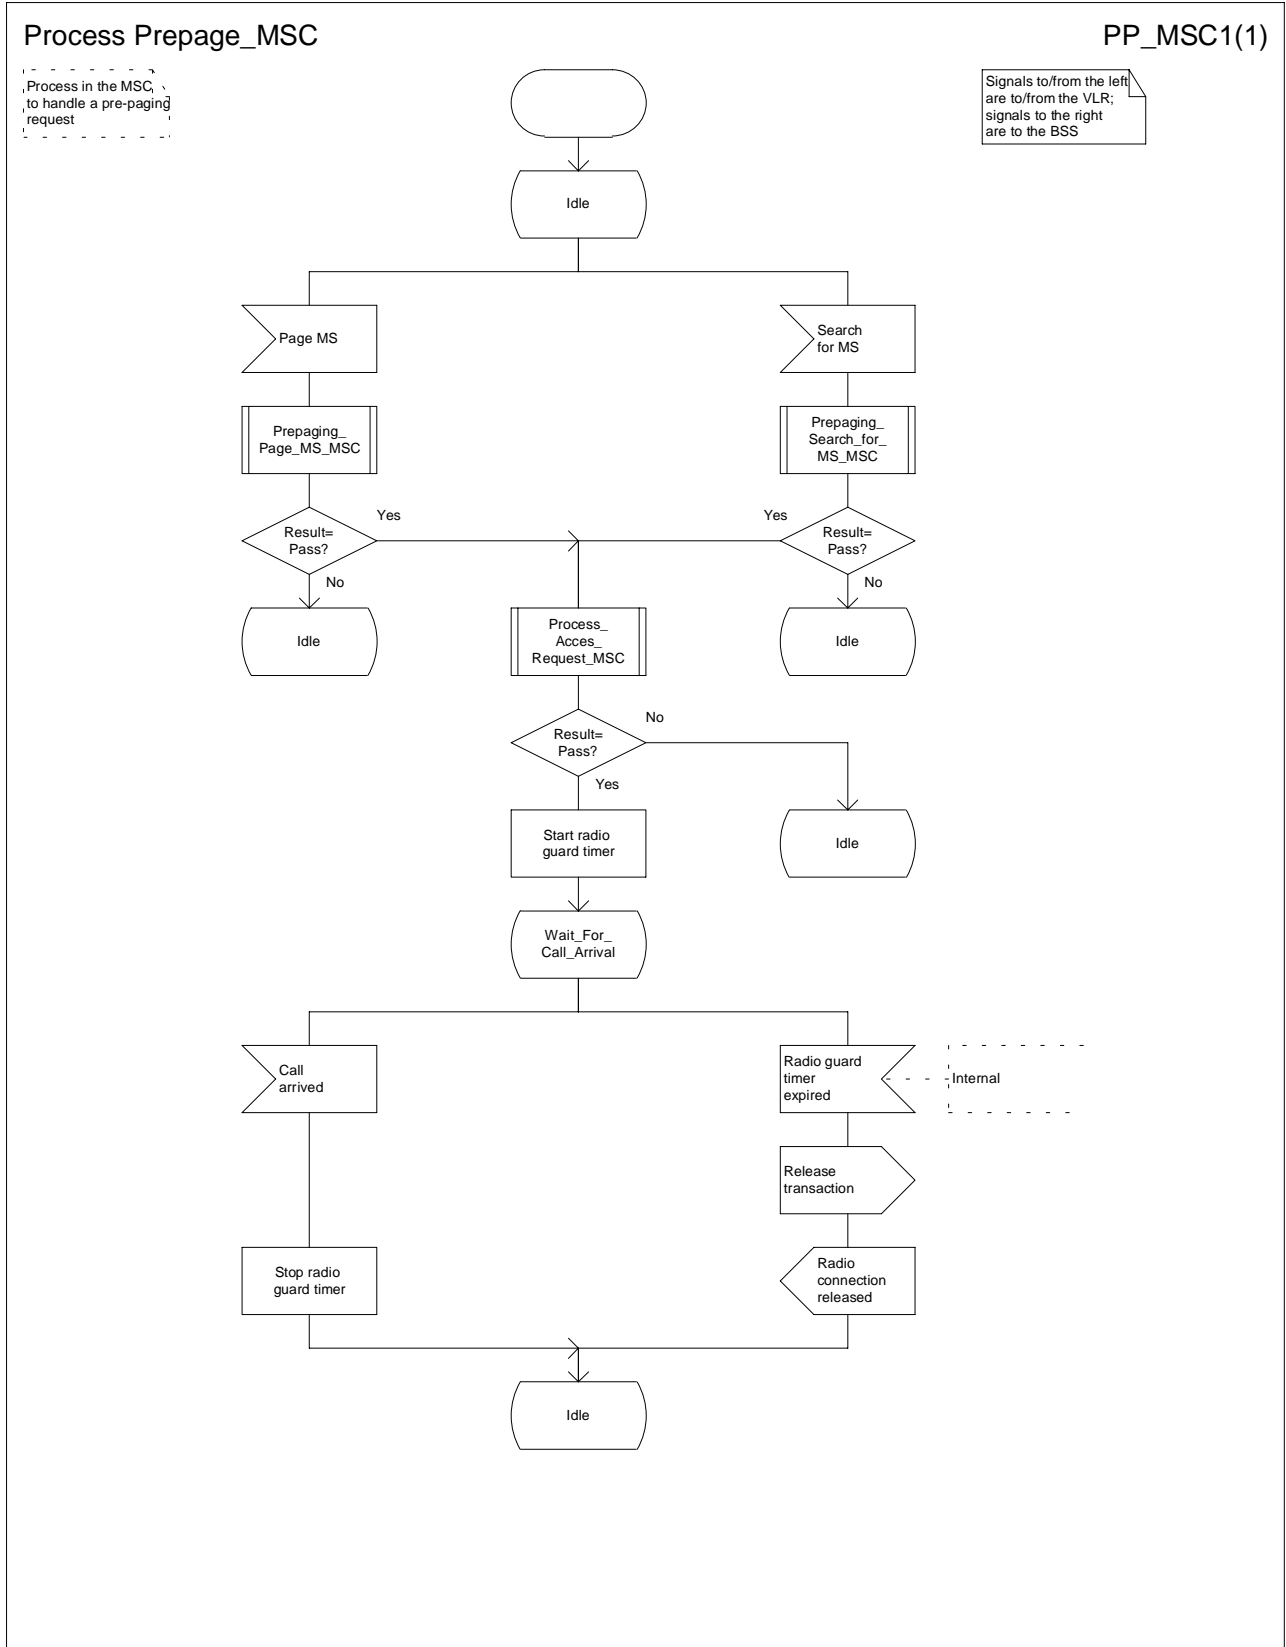 Process Prepage_MSC
PP_MSC1(1)
Process in the MSC
to handle a pre-paging
request
Signals to/from the left
are to/from the VLR;
signals to the right
are to the BSS
Idle
Page MS
Search
for MS
Prepaging_
Page_MS_MSC
Prepaging_
Search_for_
MS_MSC
Result=
Pass?
Yes
No
Yes
Result=
Pass?
No
Idle
Process_
Acces_
Request_MSC
Idle
Result=
Pass?
No
Yes
Start radio
guard timer
Idle
Wait_For_
Call_Arrival
Call
arrived
Radio guard
timer
expired
Internal
Release
transaction
Stop radio
guard timer
Radio
connection
released
Idle